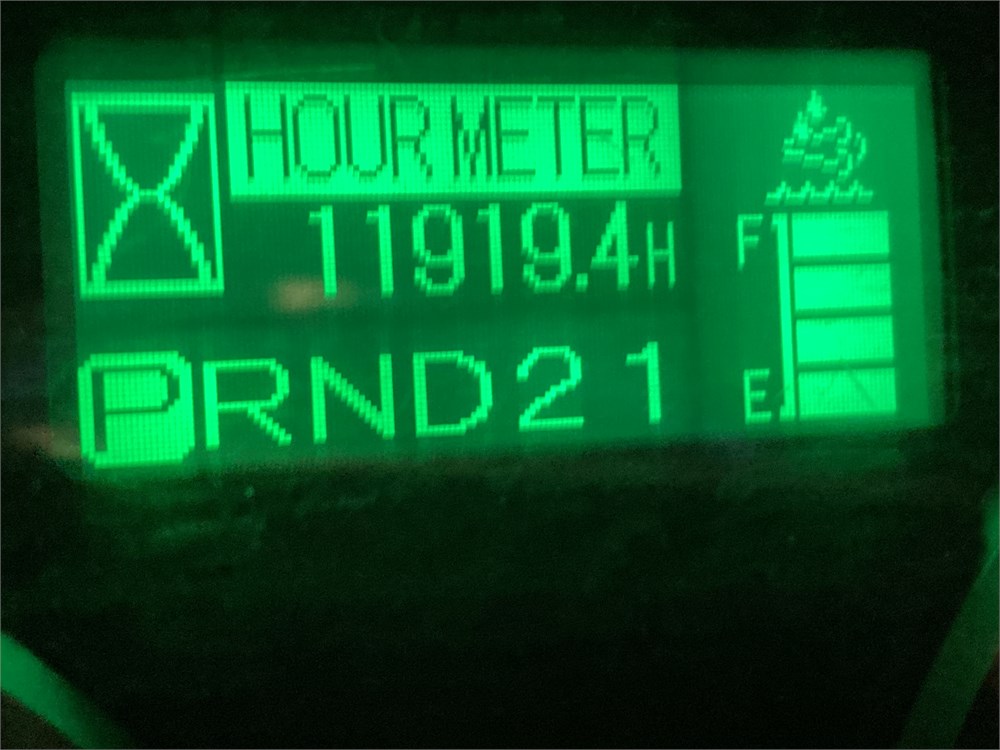 HOUR METER
11919.4H
F
PRND21
E